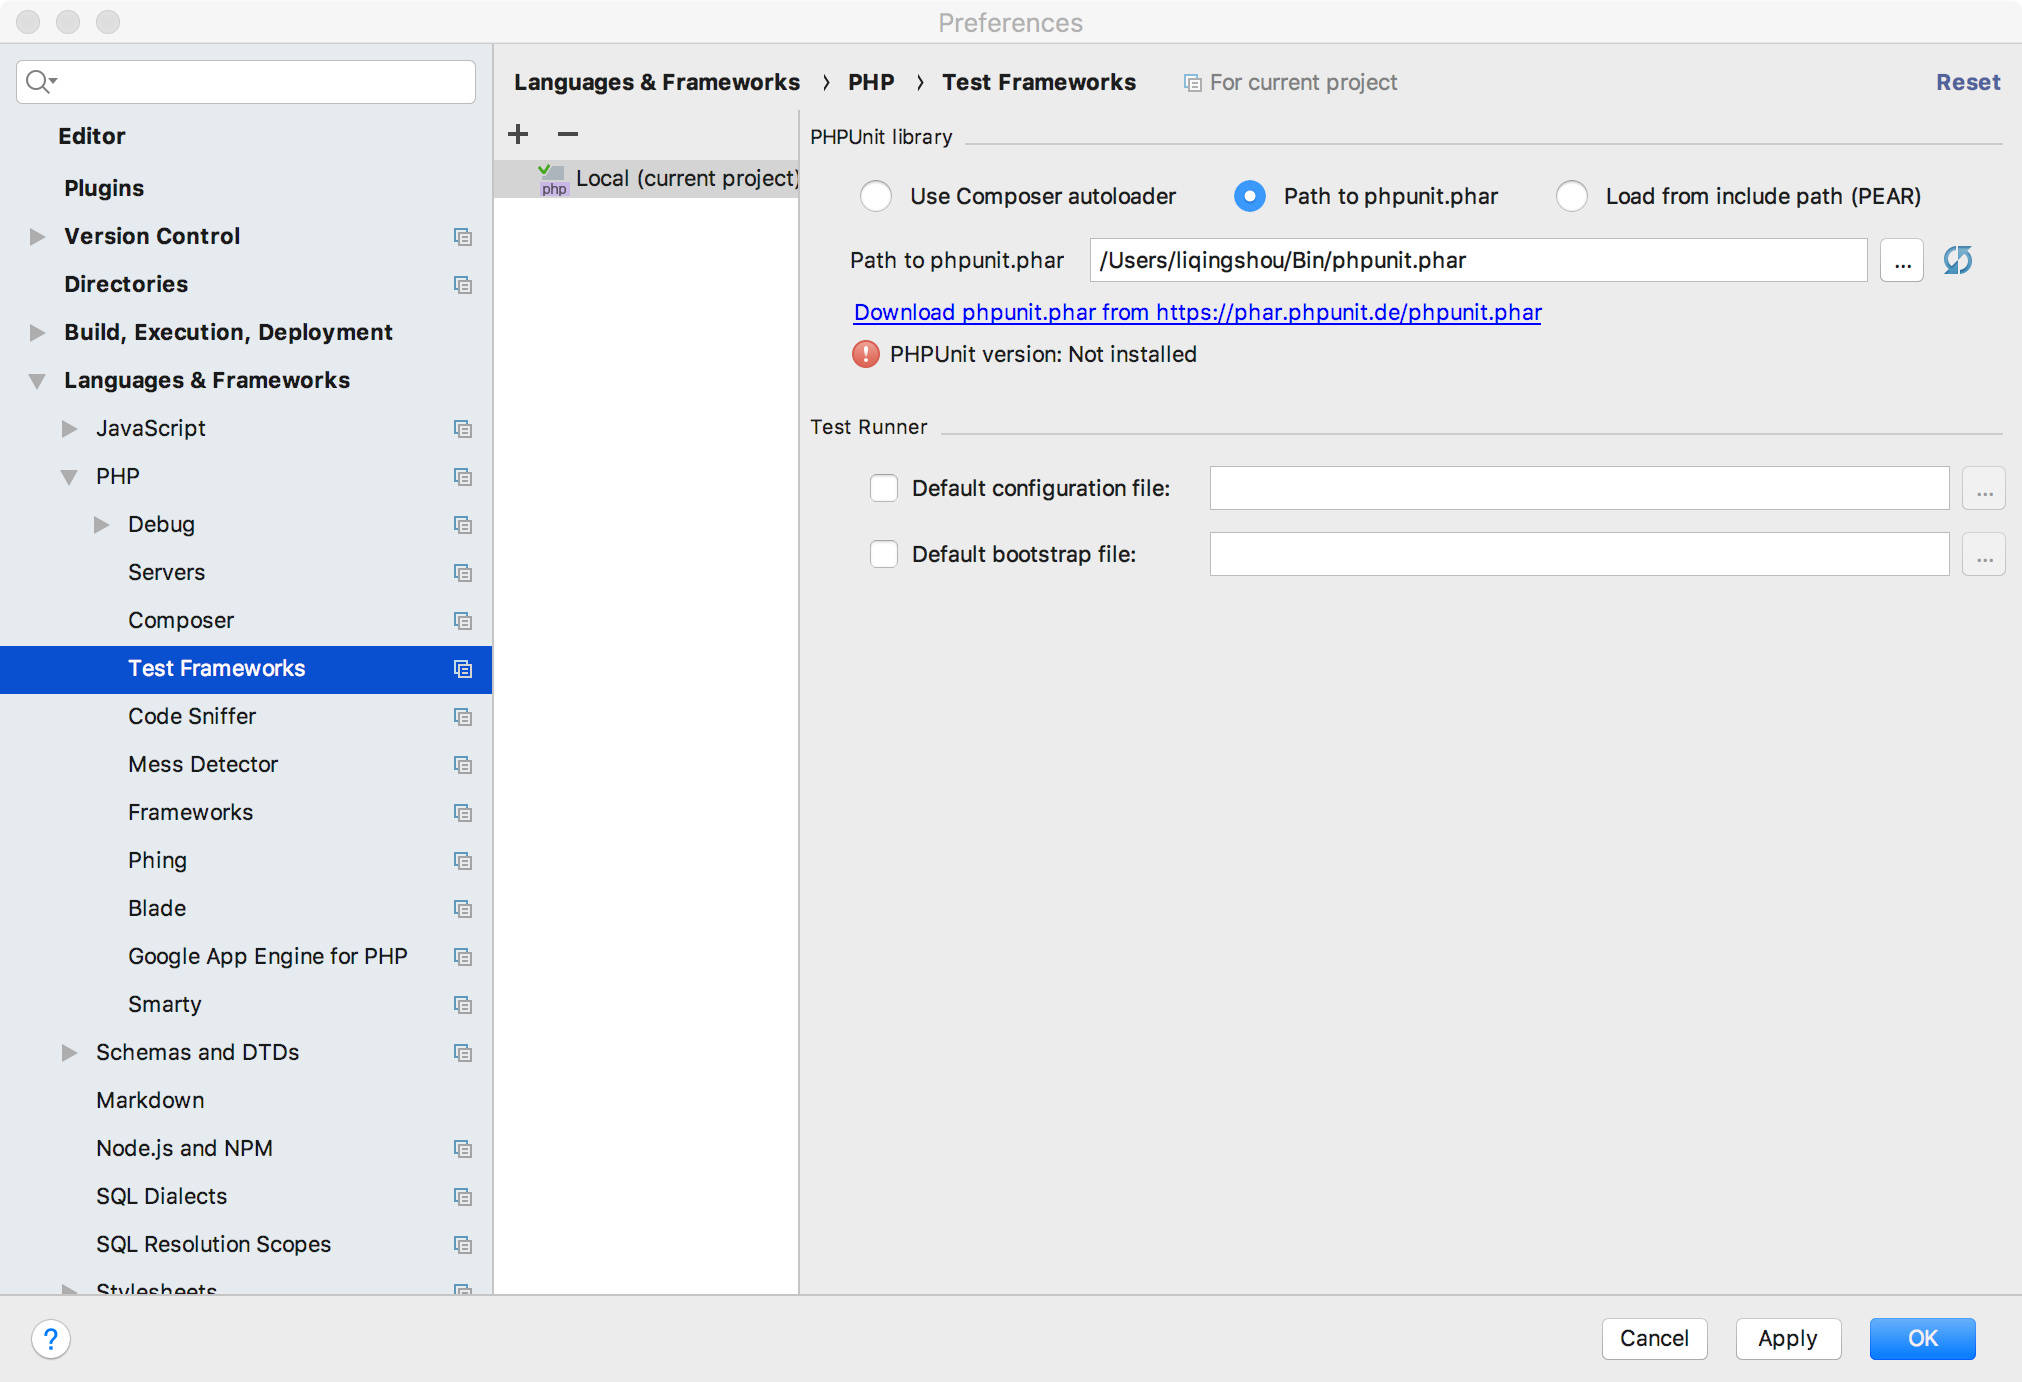 Preferences
Editor
Plugins
Version Control
Directories
Build, Execution, Deployment
Languages & Frameworks
JavaScript
PHP
Debug
Servers
Composer
Test Frameworks
Code Sniffer
Mess Detector
Frameworks
Phing
Blade
Google App Engine for PHP
Smarty
Schemas and DTDs
Markdown
Node.js and NPM
SQL Dialects
SQL Resolution Scopes
Stylesheets
Languages & Frameworks › PHP › Test Frameworks For current project Reset
php Local (current project)
PHPUnit library
Use Composer autoloader Path to phpunit.phar Load from include path (PEAR)
Path to phpunit.phar /Users/liqingshou/Bin/phpunit.phar ...
Download phpunit.phar from https://phar.phpunit.de/phpunit.phar
! PHPUnit version: Not installed
Test Runner
Default configuration file: ...
Default bootstrap file: ...
? Cancel Apply OK